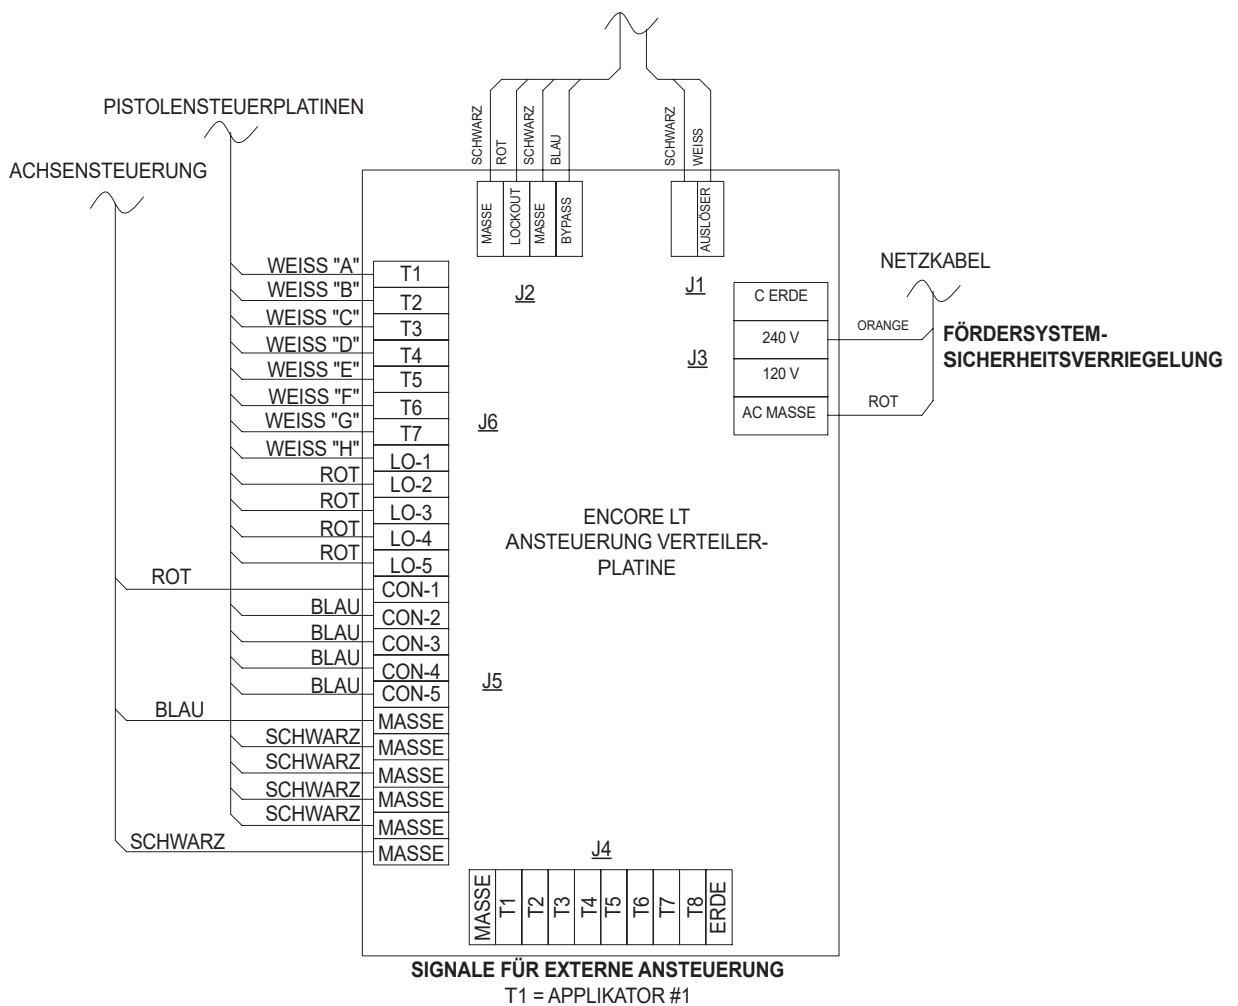 PISTOLENSTEUERPLATINEN
ACHSENSTEUERUNG
SCHWARZ
ROT
SCHWARZ
BLAU
SCHWARZ
WEISS
MASSE
LOCKOUT
MASSE
BYPASS
AUSLÖSER
J2
J1
NETZKABEL
FÖRDERSYSTEM-
SICHERHEITSVERRIEGELUNG
C ERDE
240 V
120 V
AC MASSE
ORANGE
ROT
J3
WEISS "A" T1
WEISS "B" T2
WEISS "C" T3
WEISS "D" T4
WEISS "E" T5
WEISS "F" T6
WEISS "G" T7
WEISS "H" LO-1
ROT LO-2
ROT LO-3
ROT LO-4
ROT LO-5
ROT CON-1
BLAU CON-2
BLAU CON-3
BLAU CON-4
BLAU CON-5
BLAU MASSE
SCHWARZ MASSE
SCHWARZ MASSE
SCHWARZ MASSE
SCHWARZ MASSE
SCHWARZ MASSE
J6
J5
ENCORE LT
ANSTEUERUNG VERTEILER-
PLATINE
J4
MASSE
T1
T2
T3
T4
T5
T6
T7
T8
ERDE
SIGNALE FÜR EXTERNE ANSTEUERUNG
T1 = APPLIKATOR #1